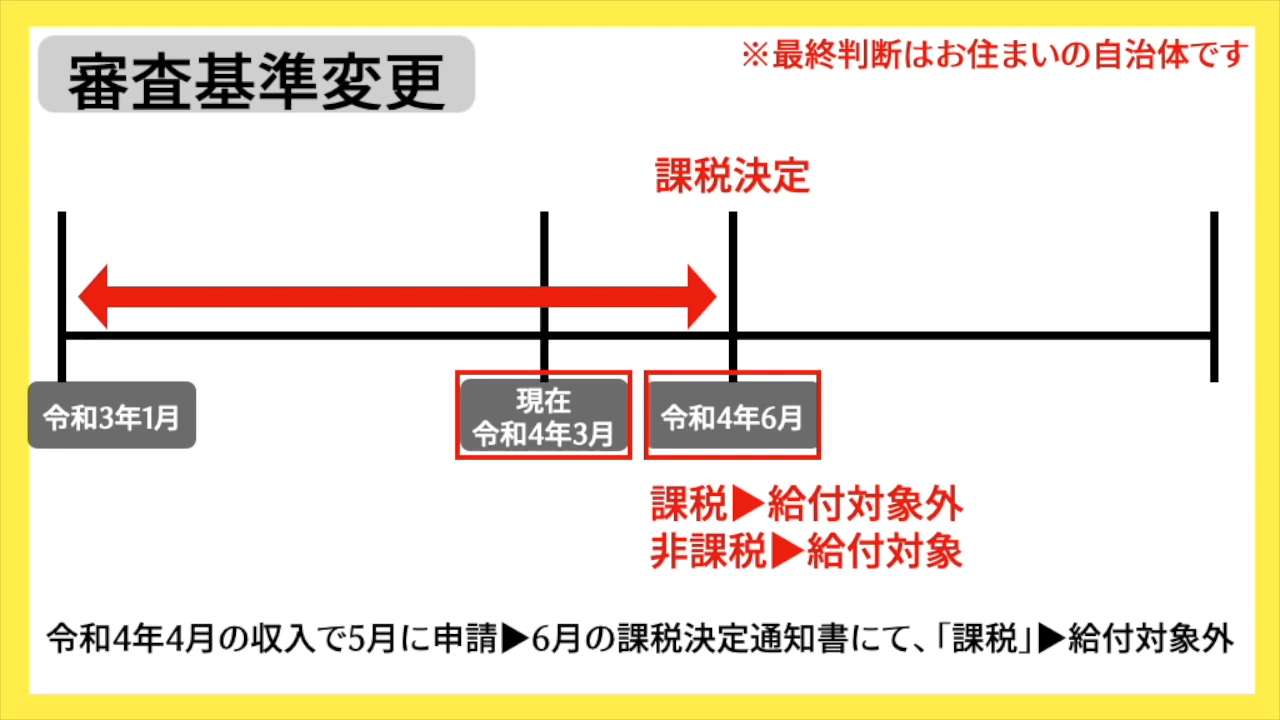 審査基準変更
※最終判断はお住まいの自治体です
課税決定
令和3年1月
現在
令和4年3月
令和4年6月
課税▶給付対象外
非課税▶給付対象
令和4年4月の収入で5月に申請▶6月の課税決定通知書にて、「課税」▶給付対象外